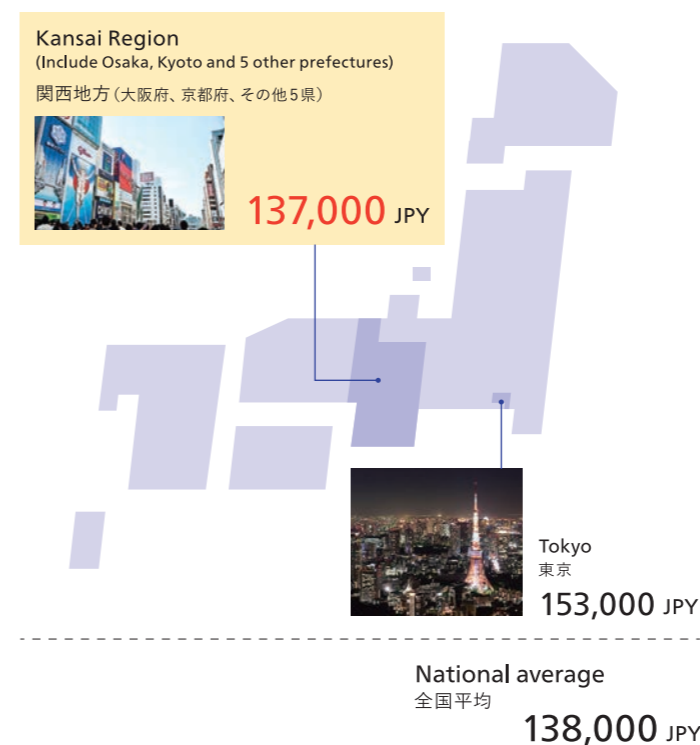 Kansai Region
(Include Osaka, Kyoto and 5 other prefectures)
関西地方（大阪府、京都府、その他5県）
137,000 JPY
Tokyo
東京
153,000 JPY
National average
全国平均
138,000 JPY